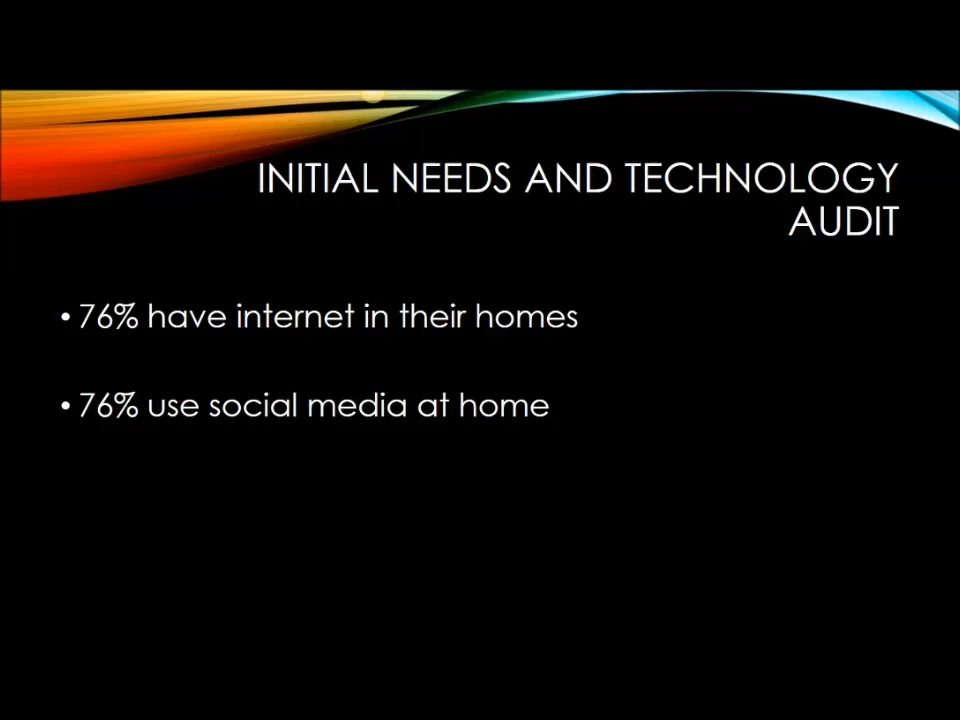 INITIAL NEEDS AND TECHNOLOGY
AUDIT
• 76% have internet in their homes
• 76% use social media at home